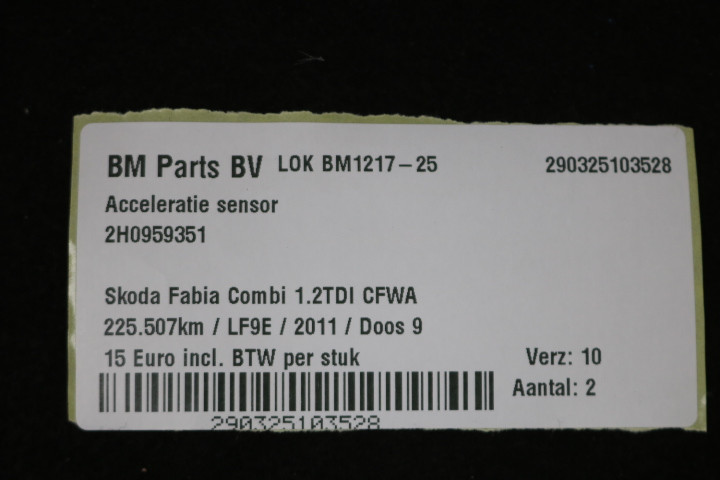 BM Parts BV LOK BM1217-25 290325103528
Acceleratie sensor
2H0959351
Skoda Fabia Combi 1.2TDI CFWA
225.507km / LF9E / 2011 / Doos 9
15 Euro incl. BTW per stuk Verz: 10
Aantal: 2
290325103528